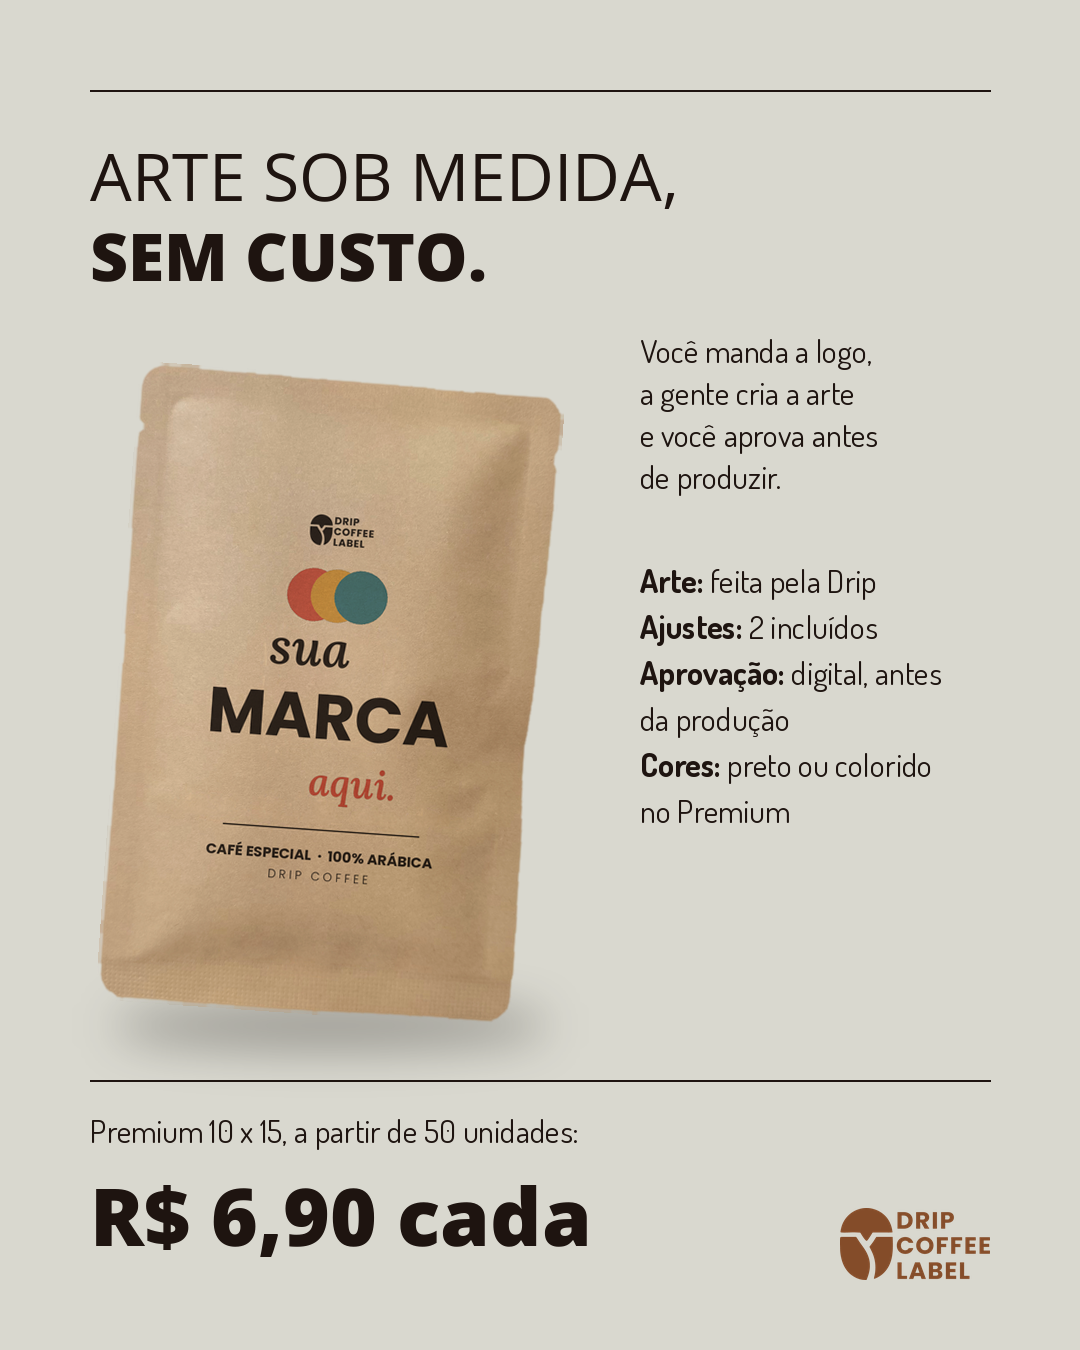 ARTE SOB MEDIDA,
SEM CUSTO.
Você manda a logo,
a gente cria a arte
e você aprova antes
de produzir.
DRIP
COFFEE
LABEL
sua
MARCA
aqui.
CAFÉ ESPECIAL · 100% ARÁBICA
DRIP COFFEE
Arte: feita pela Drip
Ajustes: 2 incluídos
Aprovação: digital, antes
da produção
Cores: preto ou colorido
no Premium
Premium 10 x 15, a partir de 50 unidades:
R$ 6,90 cada
DRIP
COFFEE
LABEL